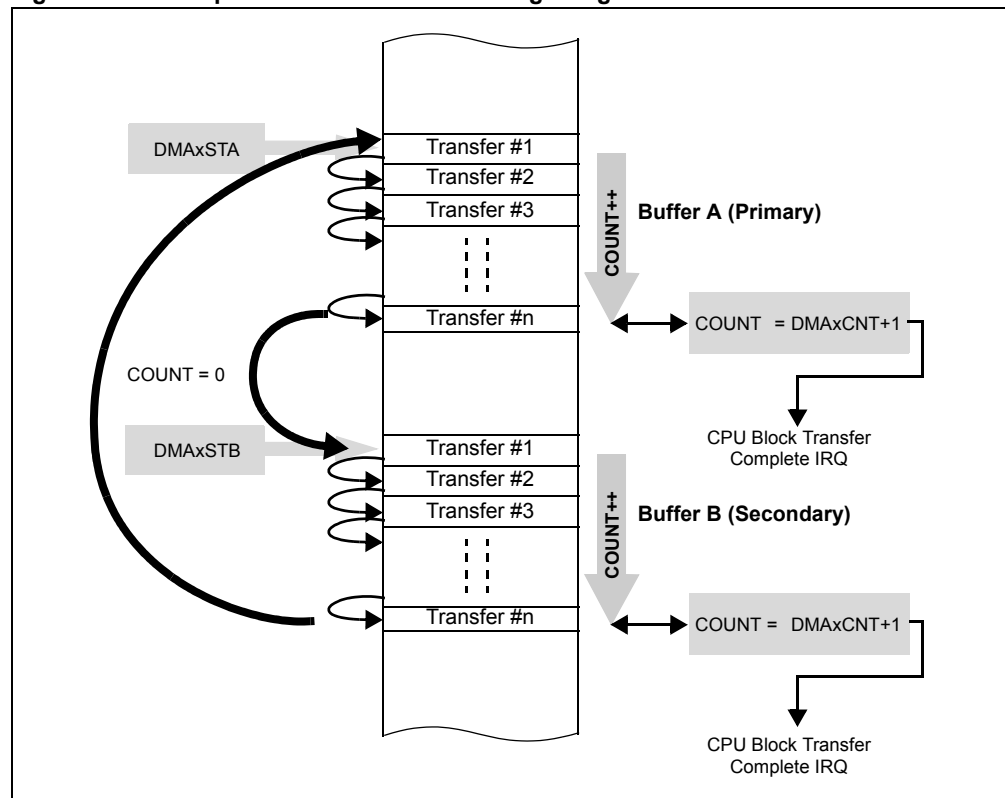 DMAxSTA
Transfer #1
Transfer #2
Transfer #3
COUNT++
Buffer A (Primary)
Transfer #n
COUNT = DMAxCNT+1
COUNT = 0
CPU Block Transfer
Complete IRQ
DMAxSTB
Transfer #1
Transfer #2
Transfer #3
COUNT++
Buffer B (Secondary)
Transfer #n
COUNT = DMAxCNT+1
CPU Block Transfer
Complete IRQ